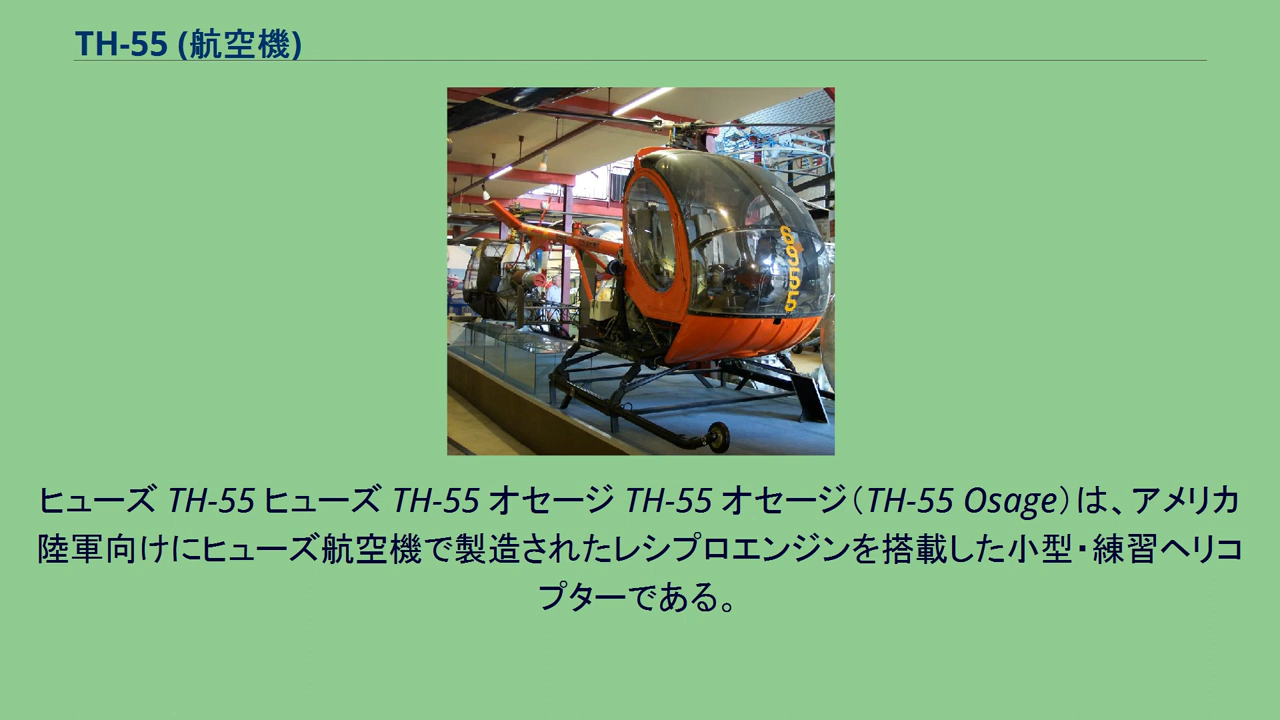 TH-55 (航空機)
88955
ヒューズ TH-55 ヒューズ TH-55 オセージ TH-55 オセージ（TH-55 Osage）は、アメリカ
陸軍向けにヒューズ航空機で製造されたレシプロエンジンを搭載した小型・練習ヘリコ
プターである。